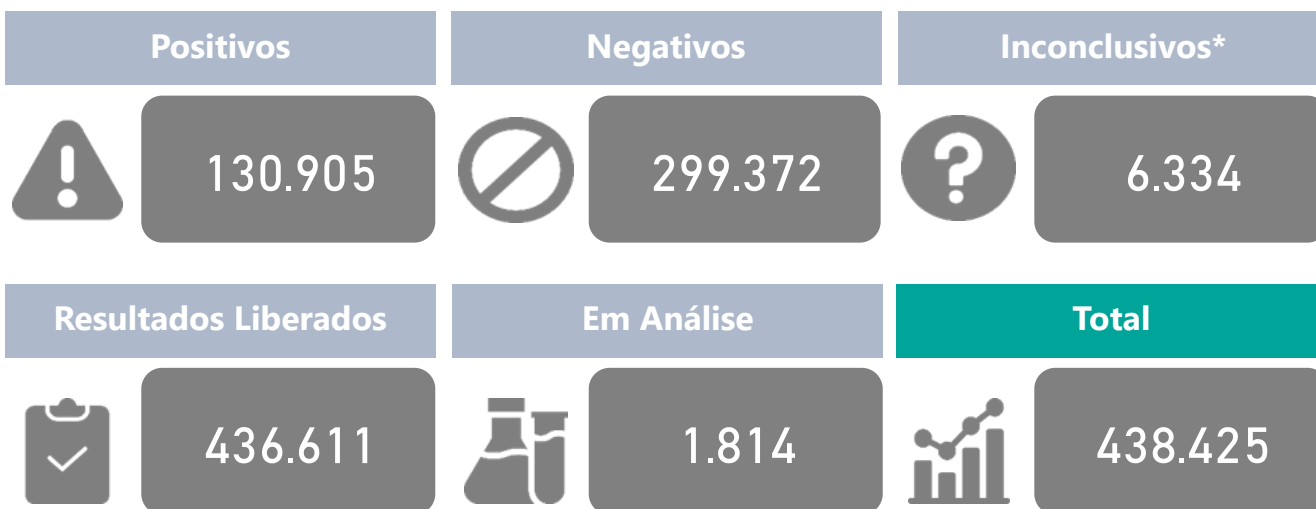 Positivos
Negativos
Inconclusivos*
130.905
299.372
6.334
Resultados Liberados
Em Análise
Total
436.611
1.814
438.425